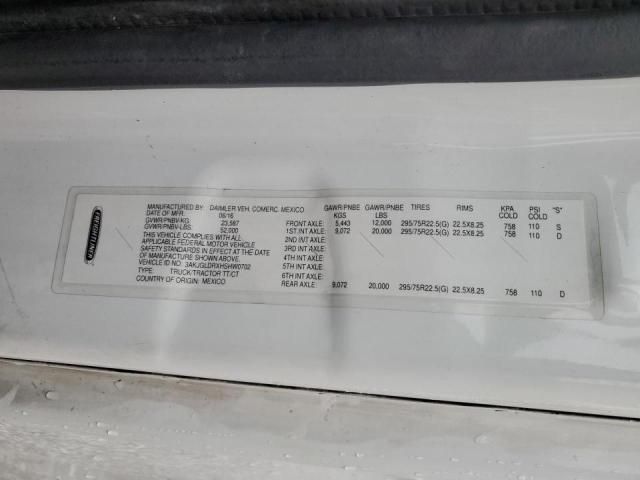 FREIGHTLINER
MANUFACTURED BY: DAIMLER VEH. COMERC. MEXICO
DATE OF MFR. 06/16
GVWR/PNBV-KG: 23,587
GVWR/PNBV-LBS: 52,000
THIS VEHICLE COMPLIES WITH ALL
APPLICABLE FEDERAL MOTOR VEHICLE
SAFETY STANDARDS IN EFFECT AT THE DATE
OF MANUFACTURE SHOWN ABOVE.
VEHICLE ID NO.: 3AKJGLDRXHSHW0702
TYPE: TRUCK/TRACTOR TT/CT
COUNTRY OF ORIGIN: MEXICO
GAWR/PNBE KGS GAWR/PNBE LBS TIRES RIMS KPA COLD PSI COLD "S"
FRONT AXLE: 5,443 12,000 295/75R22.5(G) 22.5X8.25 758 110 S
1ST INT AXLE: 9,072 20,000 295/75R22.5(G) 22.5X8.25 758 110 D
2ND INT AXLE:
3RD INT AXLE:
4TH INT AXLE:
5TH INT AXLE:
6TH INT AXLE:
REAR AXLE: 9,072 20,000 295/75R22.5(G) 22.5X8.25 758 110 D